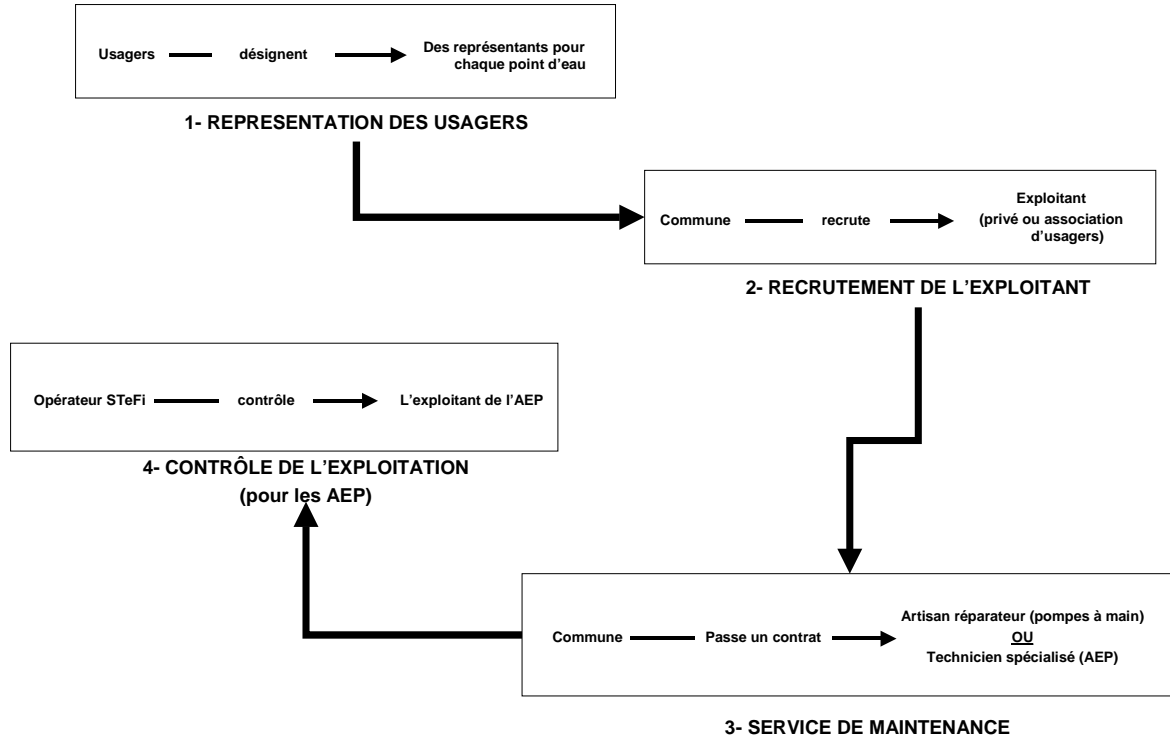 Usagers désignent Des représentants pour
chaque point d'eau
1- REPRESENTATION DES USAGERS
Commune recrute Exploitant
(privé ou association
d'usagers)
2- RECRUTEMENT DE L'EXPLOITANT
Opérateur STeFi contrôle L'exploitant de l'AEP
4- CONTRÔLE DE L'EXPLOITATION
(pour les AEP)
Commune Passe un contrat Artisan réparateur (pompes à main)
OU
Technicien spécialisé (AEP)
3- SERVICE DE MAINTENANCE